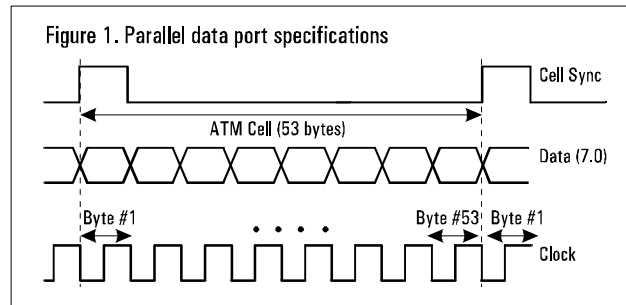 Figure 1. Parallel data port specifications
Cell Sync
ATM Cell (53 bytes)
Data (7.0)
Byte #1
Byte #53
Byte #1
Clock